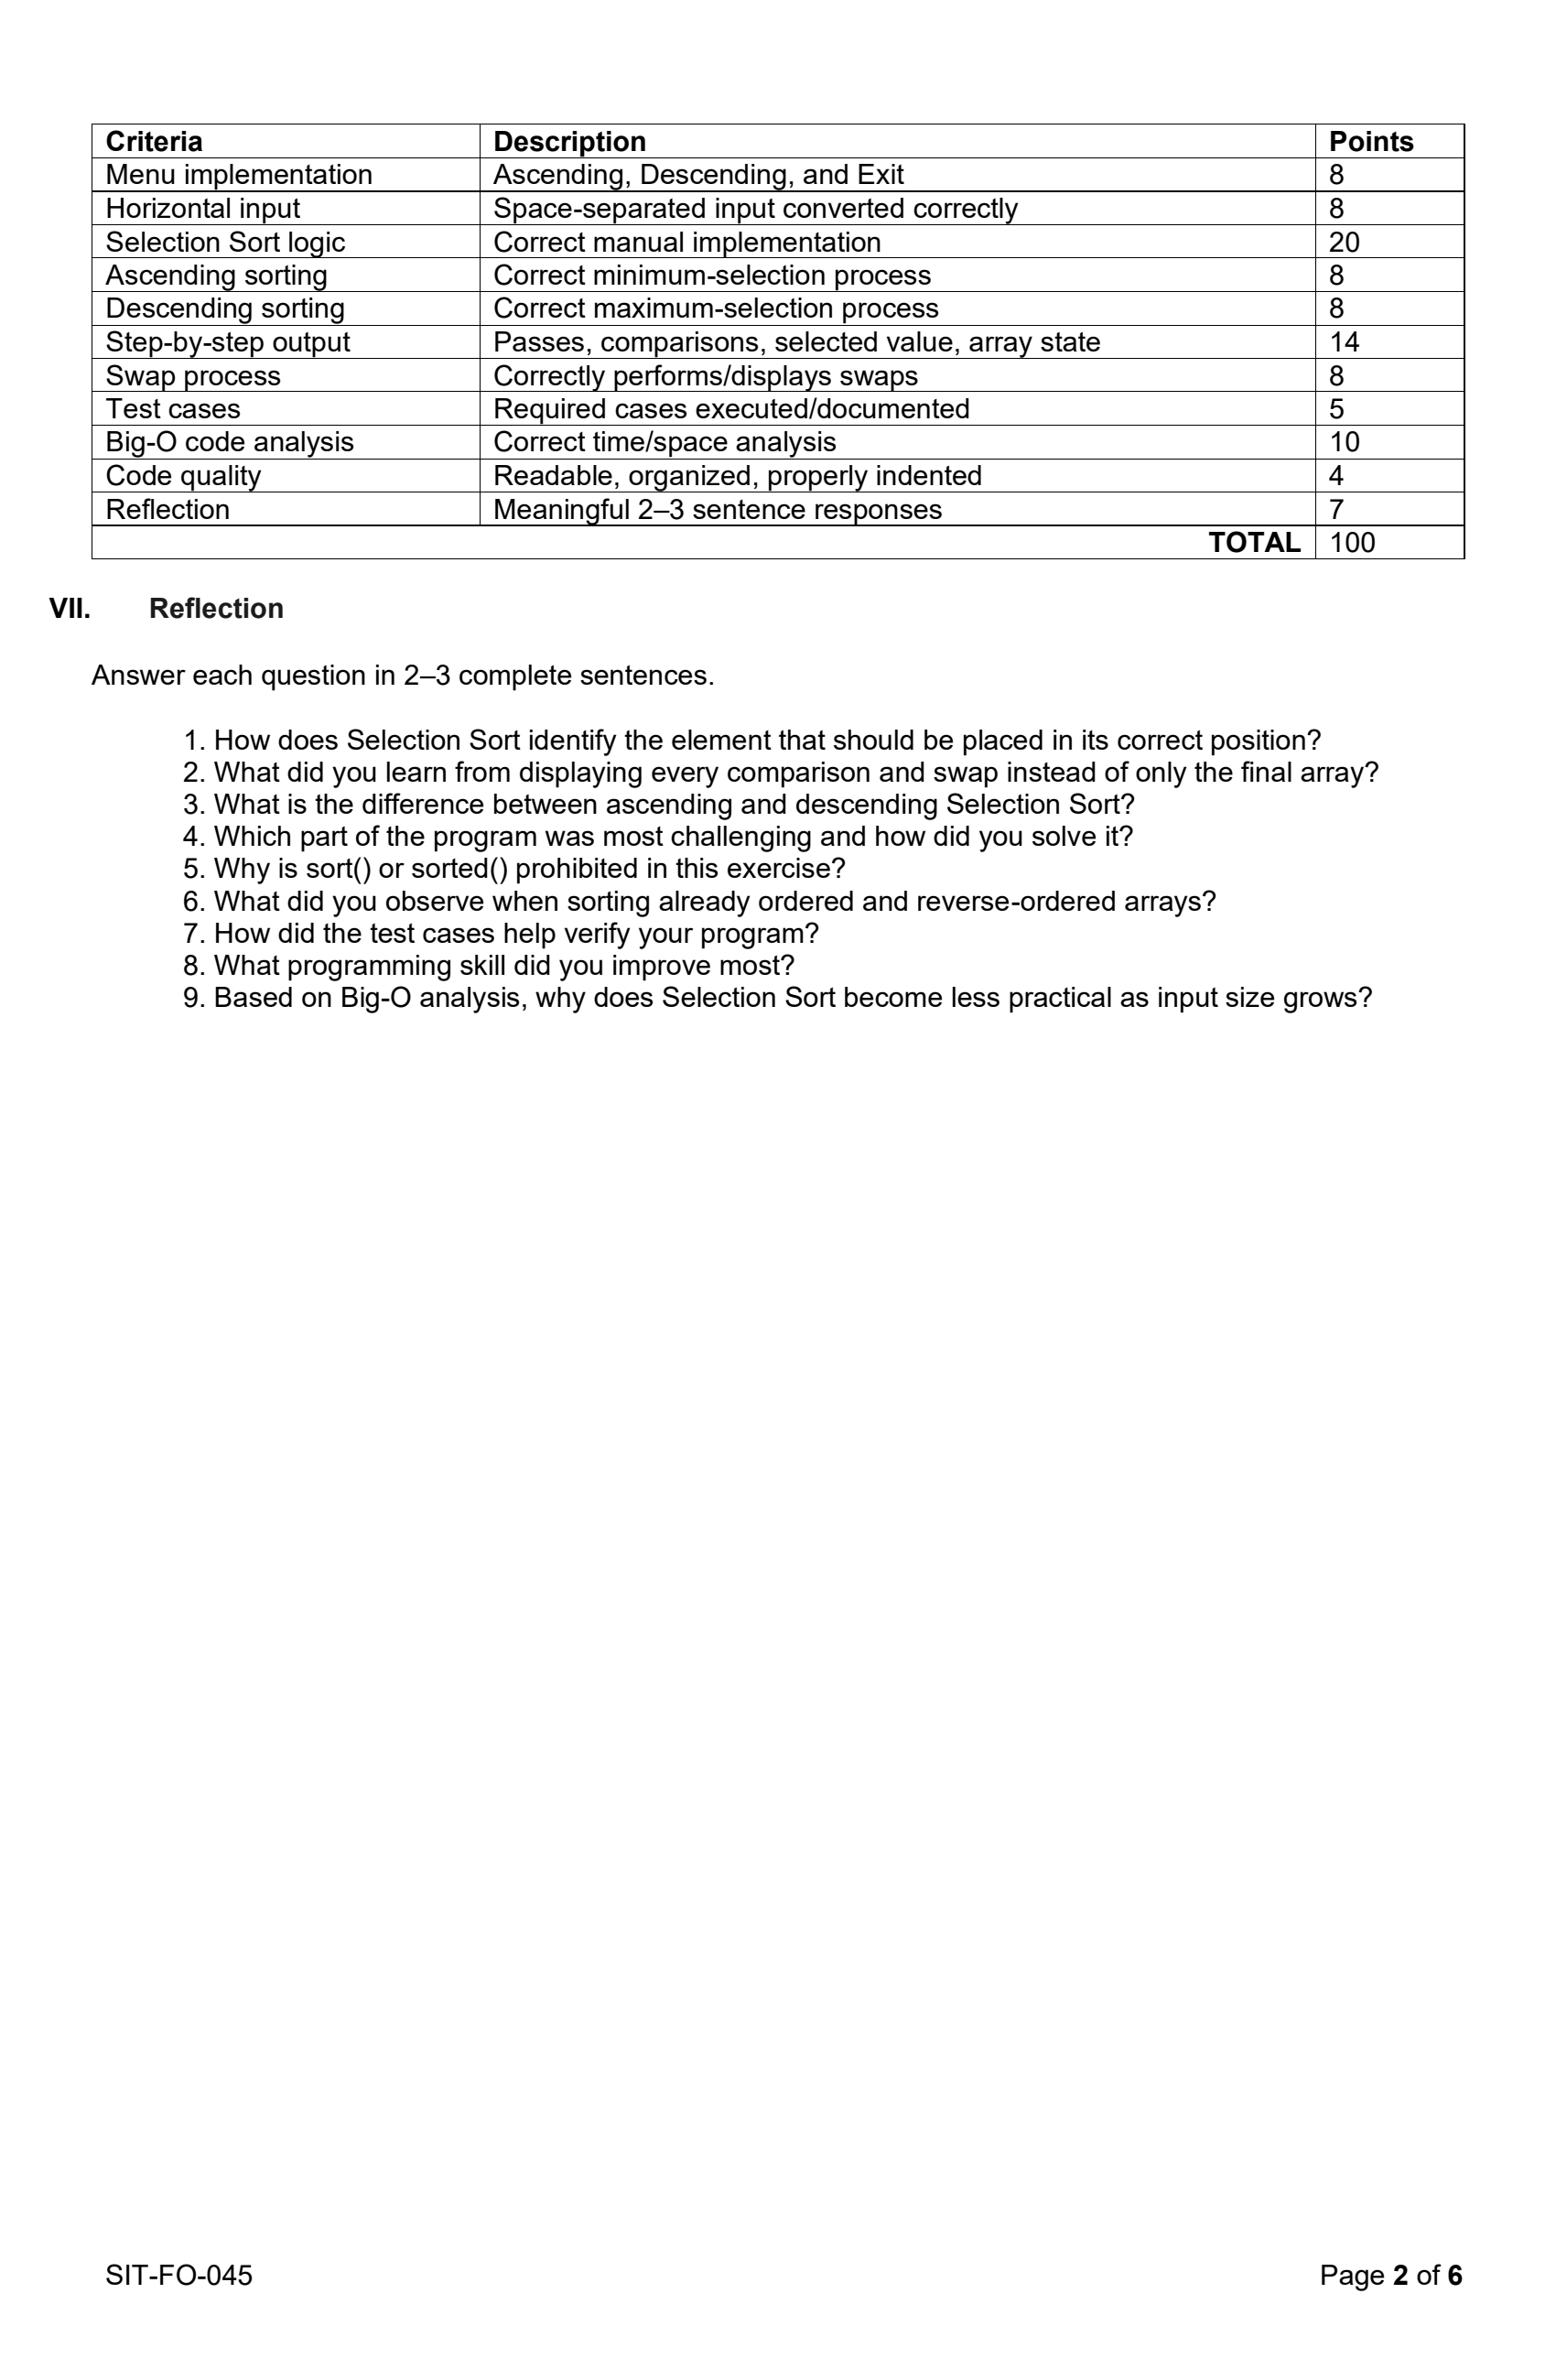 Criteria Description Points
Menu implementation Ascending, Descending, and Exit 8
Horizontal input Space-separated input converted correctly 8
Selection Sort logic Correct manual implementation 20
Ascending sorting Correct minimum-selection process 8
Descending sorting Correct maximum-selection process 8
Step-by-step output Passes, comparisons, selected value, array state 14
Swap process Correctly performs/displays swaps 8
Test cases Required cases executed/documented 5
Big-O code analysis Correct time/space analysis 10
Code quality Readable, organized, properly indented 4
Reflection Meaningful 2–3 sentence responses 7
TOTAL 100
VII. Reflection
Answer each question in 2–3 complete sentences.
1. How does Selection Sort identify the element that should be placed in its correct position?
2. What did you learn from displaying every comparison and swap instead of only the final array?
3. What is the difference between ascending and descending Selection Sort?
4. Which part of the program was most challenging and how did you solve it?
5. Why is sort() or sorted() prohibited in this exercise?
6. What did you observe when sorting already ordered and reverse-ordered arrays?
7. How did the test cases help verify your program?
8. What programming skill did you improve most?
9. Based on Big-O analysis, why does Selection Sort become less practical as input size grows?
SIT-FO-045 Page 2 of 6